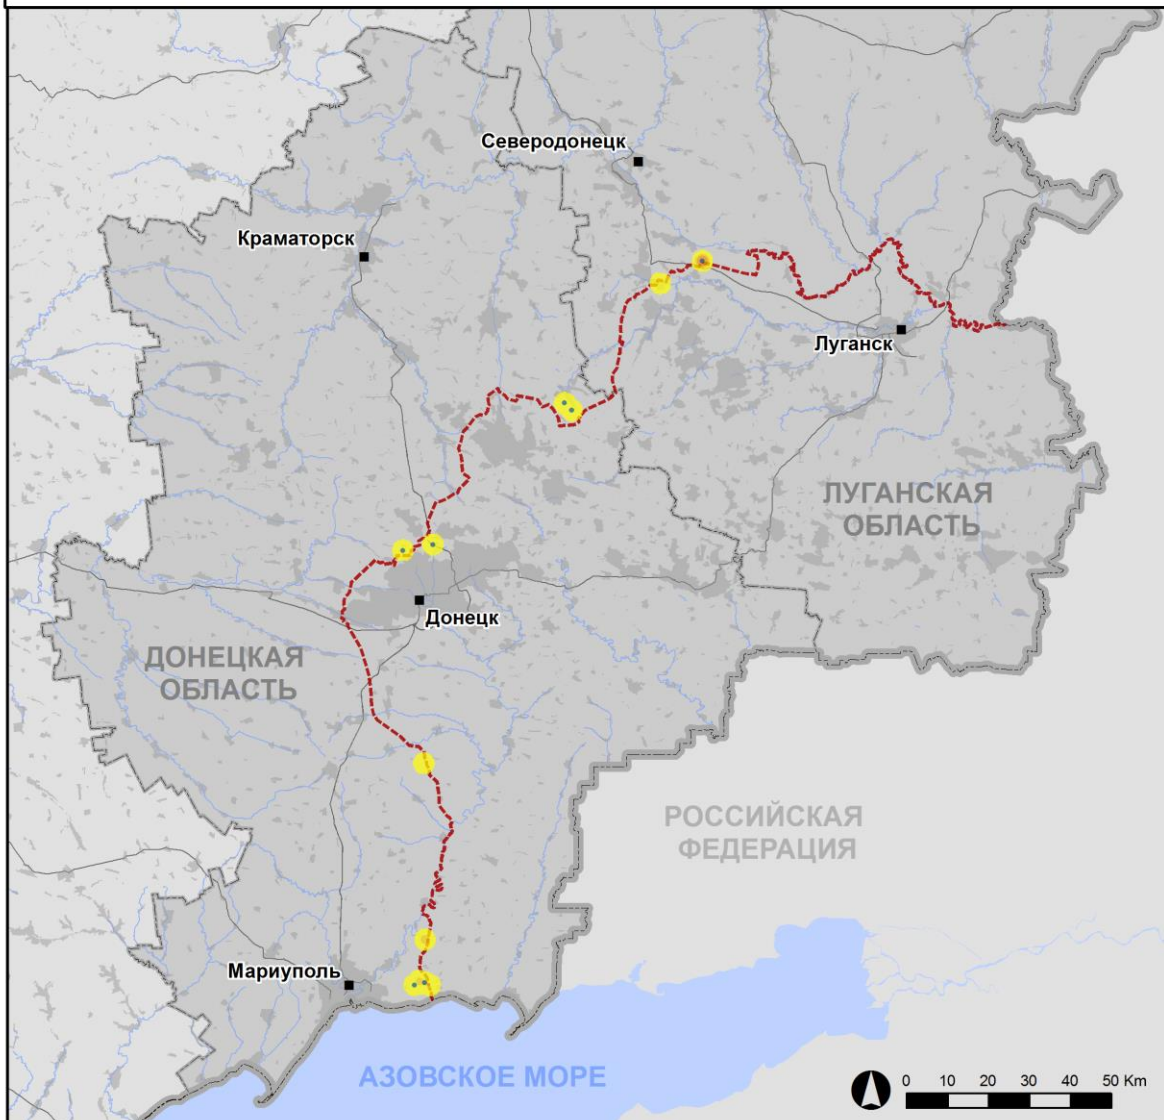 Северодонецк
Краматорск
Луганск
ЛУГАНСКАЯ
ОБЛАСТЬ
Донецк
ДОНЕЦКАЯ
ОБЛАСТЬ
РОССИЙСКАЯ
ФЕДЕРАЦИЯ
Мариуполь
АЗОВСКОЕ МОРЕ
0 10 20 30 40 50 Km